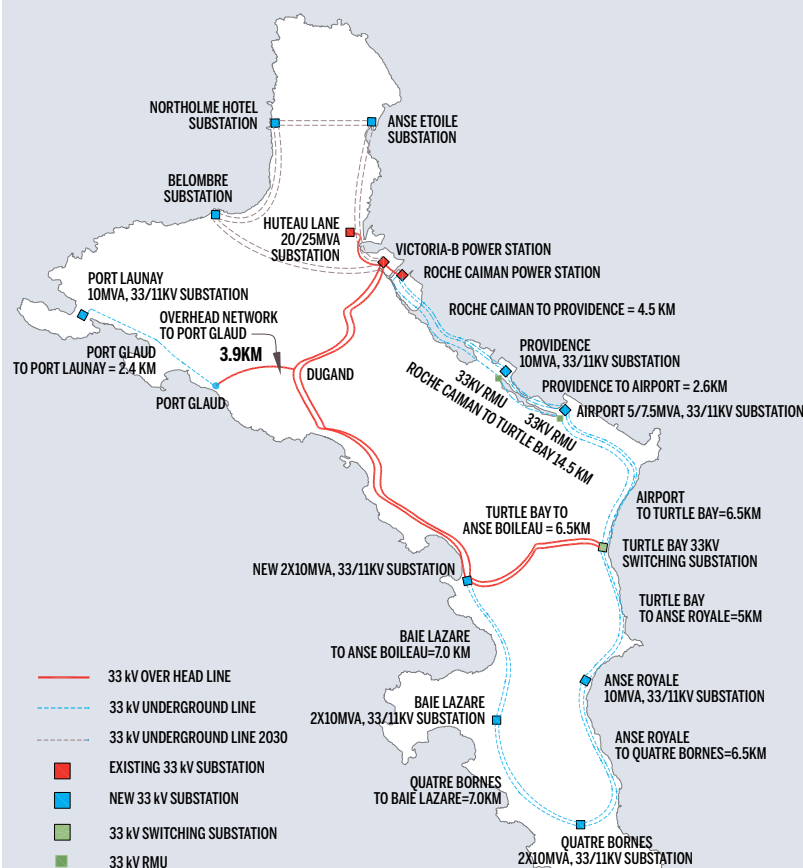 NORTHOLME HOTEL
SUBSTATION
ANSE ETOILE
SUBSTATION
BELOMBRE
SUBSTATION
HUTEAU LANE
20/25MVA
SUBSTATION
VICTORIA-B POWER STATION
ROCHE CAIMAN POWER STATION
PORT LAUNAY
10MVA, 33/11KV SUBSTATION
OVERHEAD NETWORK
TO PORT GLAUD
3.9KM
ROCHE CAIMAN TO PROVIDENCE = 4.5 KM
PORT GLAUD
TO PORT LAUNAY = 2.4 KM
PORT GLAUD
DUGAND
PROVIDENCE
10MVA, 33/11KV SUBSTATION
PROVIDENCE TO AIRPORT = 2.6KM
33KV RMU
33KV RMU
ROCHE CAIMAN TO TURTLE BAY 14.5 KM
AIRPORT 5/7.5MVA, 33/11KV SUBSTATION
AIRPORT
TO TURTLE BAY=6.5KM
TURTLE BAY TO
ANSE BOILEAU = 6.5KM
TURTLE BAY 33KV
SWITCHING SUBSTATION
NEW 2X10MVA, 33/11KV SUBSTATION
TURTLE BAY
TO ANSE ROYALE=5KM
BAIE LAZARE
TO ANSE BOILEAU=7.0 KM
ANSE ROYALE
10MVA, 33/11KV SUBSTATION
BAIE LAZARE
2X10MVA, 33/11KV SUBSTATION
ANSE ROYALE
TO QUATRE BORNES=6.5KM
QUATRE BORNES
TO BAIE LAZARE=7.0KM
QUATRE BORNES
2X10MVA, 33/11KV SUBSTATION
33 kV OVER HEAD LINE
33 kV UNDERGROUND LINE
33 kV UNDERGROUND LINE 2030
EXISTING 33 kV SUBSTATION
NEW 33 kV SUBSTATION
33 kV SWITCHING SUBSTATION
33 kV RMU